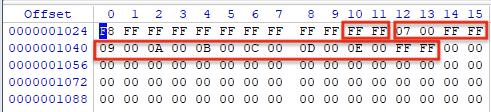 Offset 0 1 2 3 4 5 6 7 8 9 10 11 12 13 14 15
0000001024 F8 FF FF FF FF FF FF FF FF FF FF FF 07 00 FF FF
0000001040 09 00 0A 00 0B 00 0C 00 0D 00 0E 00 FF FF 00 00
0000001056 00 00 00 00 00 00 00 00 00 00 00 00 00 00 00 00
0000001072 00 00 00 00 00 00 00 00 00 00 00 00 00 00 00 00
0000001088 00 00 00 00 00 00 00 00 00 00 00 00 00 00 00 00